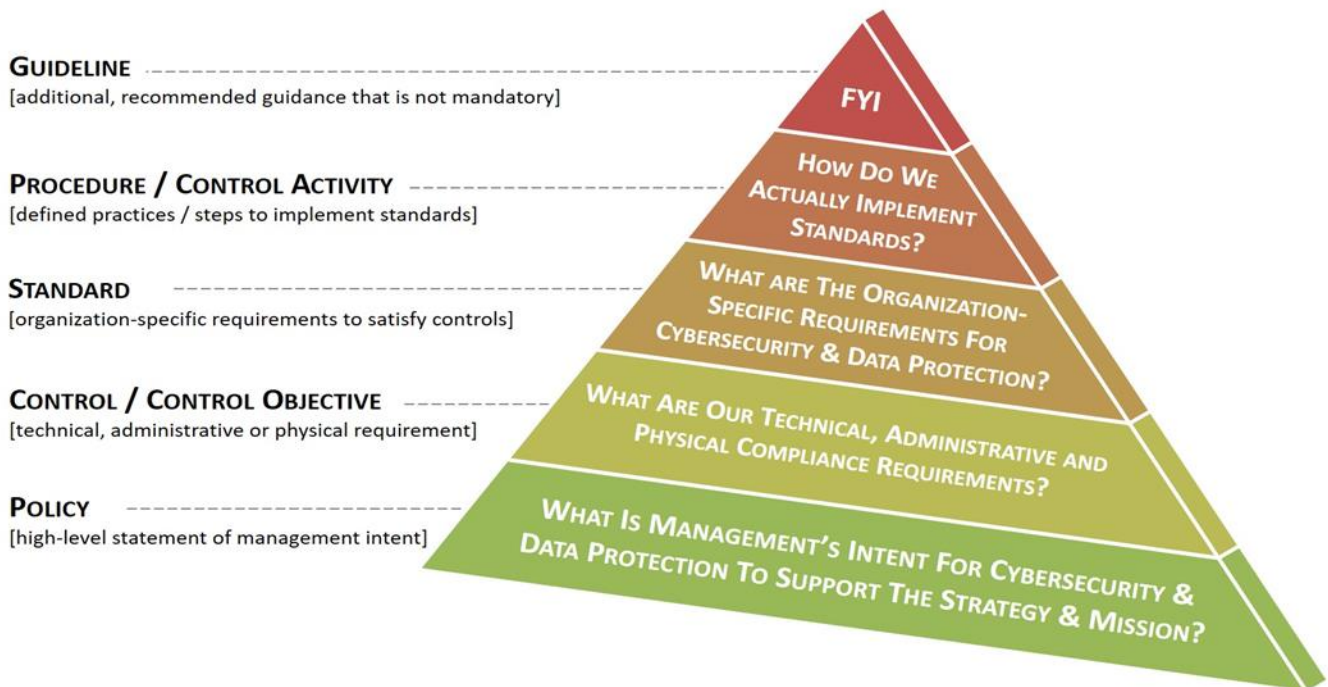 GUIDELINE
[additional, recommended guidance that is not mandatory]
FYI
PROCEDURE / CONTROL ACTIVITY
[defined practices / steps to implement standards]
HOW DO WE
ACTUALLY IMPLEMENT
STANDARDS?
STANDARD
[organization-specific requirements to satisfy controls]
WHAT ARE THE ORGANIZATION-
SPECIFIC REQUIREMENTS FOR
CYBERSECURITY & DATA PROTECTION?
CONTROL / CONTROL OBJECTIVE
[technical, administrative or physical requirement]
WHAT ARE OUR TECHNICAL, ADMINISTRATIVE AND
PHYSICAL COMPLIANCE REQUIREMENTS?
POLICY
[high-level statement of management intent]
WHAT IS MANAGEMENT'S INTENT FOR CYBERSECURITY &
DATA PROTECTION TO SUPPORT THE STRATEGY & MISSION?